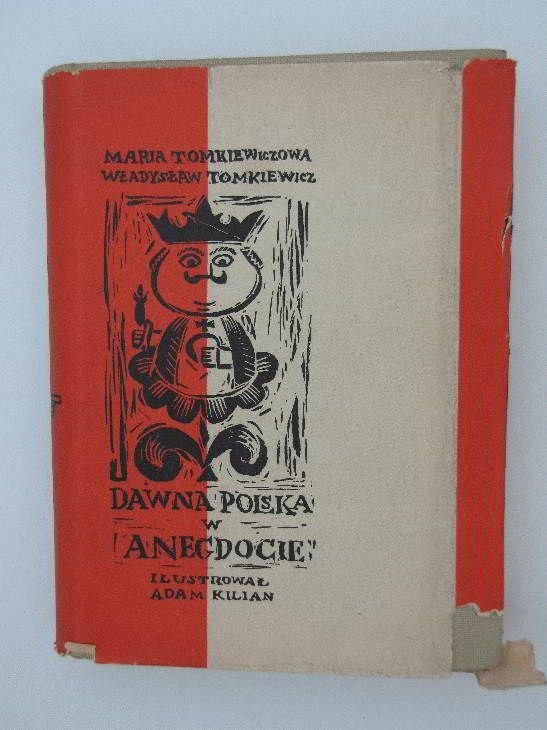 MARIA TOMKIEWICZOWA
WŁADYSŁAW TOMKIEWICZ
DAWNA POLSKA
W
ANEGDOCIE
ILUSTROWAŁ
ADAM KILIAN